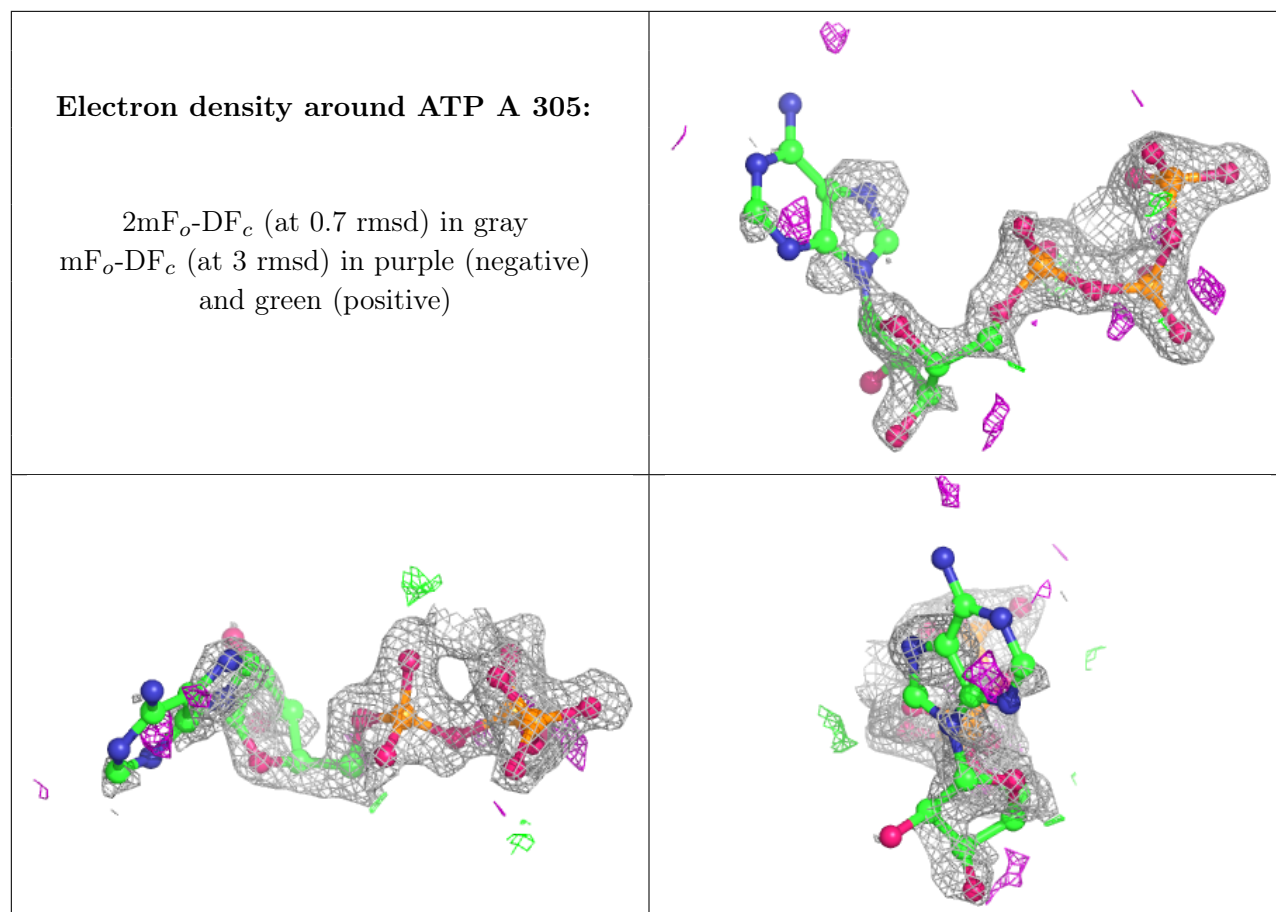 Electron density around ATP A 305:
2mFo-DFc (at 0.7 rmsd) in gray
mFo-DFc (at 3 rmsd) in purple (negative)
and green (positive)